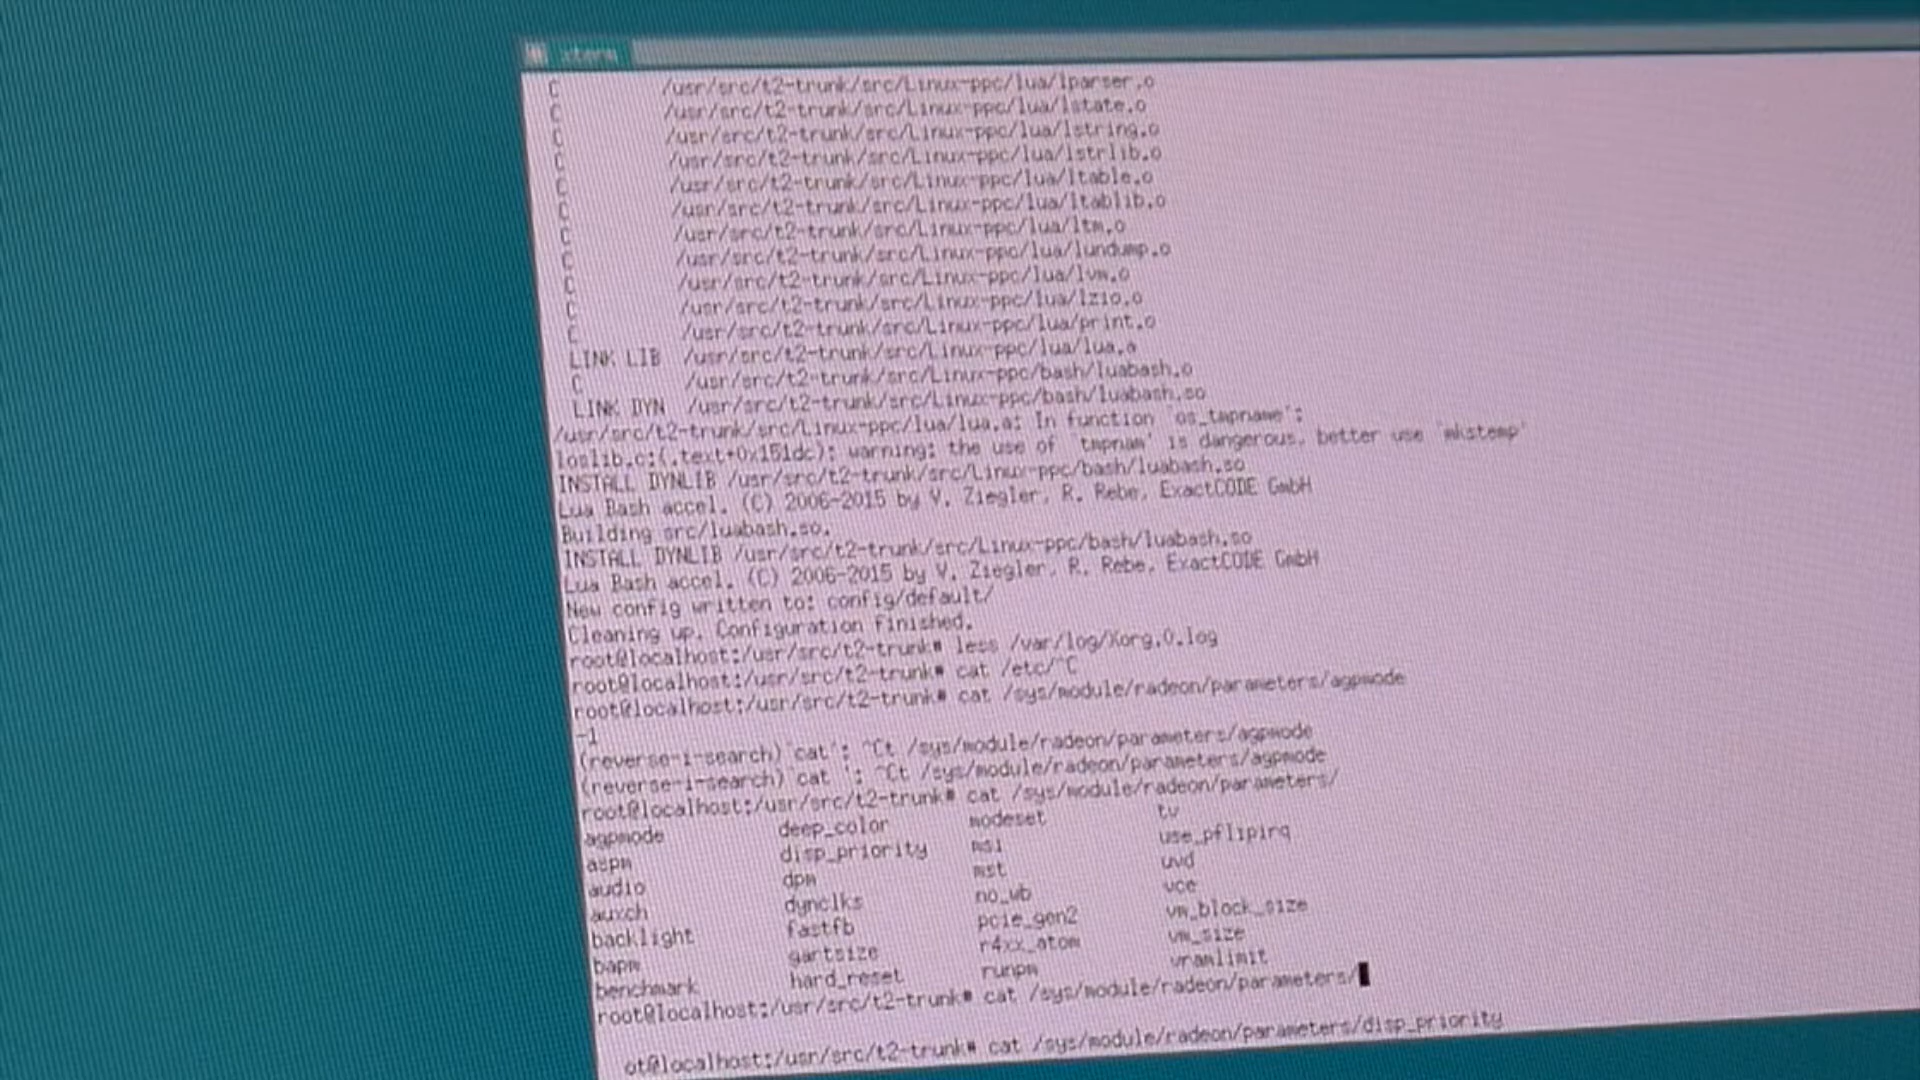 xterm
C /usr/src/t2-trunk/src/Linux-ppc/lua/lparser.o
C /usr/src/t2-trunk/src/Linux-ppc/lua/lstate.o
C /usr/src/t2-trunk/src/Linux-ppc/lua/lstring.o
C /usr/src/t2-trunk/src/Linux-ppc/lua/lstrlib.o
C /usr/src/t2-trunk/src/Linux-ppc/lua/ltable.o
C /usr/src/t2-trunk/src/Linux-ppc/lua/ltablib.o
C /usr/src/t2-trunk/src/Linux-ppc/lua/ltm.o
C /usr/src/t2-trunk/src/Linux-ppc/lua/lundump.o
C /usr/src/t2-trunk/src/Linux-ppc/lua/lvm.o
C /usr/src/t2-trunk/src/Linux-ppc/lua/lzio.o
C /usr/src/t2-trunk/src/Linux-ppc/lua/print.o
LINK LIB /usr/src/t2-trunk/src/Linux-ppc/lua/lua.a
C /usr/src/t2-trunk/src/Linux-ppc/bash/luabash.o
LINK DYN /usr/src/t2-trunk/src/Linux-ppc/bash/luabash.so
/usr/src/t2-trunk/src/Linux-ppc/lua/lua.a: In function `os_tmpname':
loslib.c:(.text+0x151dc): warning: the use of `tmpnam' is dangerous, better use `mkstemp'
INSTALL DYNLIB /usr/src/t2-trunk/src/Linux-ppc/bash/luabash.so
Lua Bash accel. (C) 2006-2015 by V. Ziegler, R. Rebe, ExactCODE GmbH
Building src/luabash.so.
INSTALL DYNLIB /usr/src/t2-trunk/src/Linux-ppc/bash/luabash.so
Lua Bash accel. (C) 2006-2015 by V. Ziegler, R. Rebe, ExactCODE GmbH
New config written to: config/default/
Cleaning up. Configuration finished.
root@localhost:/usr/src/t2-trunk# less /var/log/Xorg.0.log
root@localhost:/usr/src/t2-trunk# cat /etc/^C
root@localhost:/usr/src/t2-trunk# cat /sys/module/radeon/parameters/agpmode
-1
(reverse-i-search)`cat': ^Ct /sys/module/radeon/parameters/agpmode
(reverse-i-search)`cat ': ^Ct /sys/module/radeon/parameters/agpmode
root@localhost:/usr/src/t2-trunk# cat /sys/module/radeon/parameters/
agpmode deep_color modeset tv
aspm disp_priority msi use_pflipirq
audio dpm mst uvd
auxch dynclks no_wb vce
backlight fastfb pcie_gen2 vm_block_size
bapm gartsize r4xx_atom vm_size
benchmark hard_reset runpm vramlimit
root@localhost:/usr/src/t2-trunk# cat /sys/module/radeon/parameters/
ot@localhost:/usr/src/t2-trunk# cat /sys/module/radeon/parameters/disp_priority